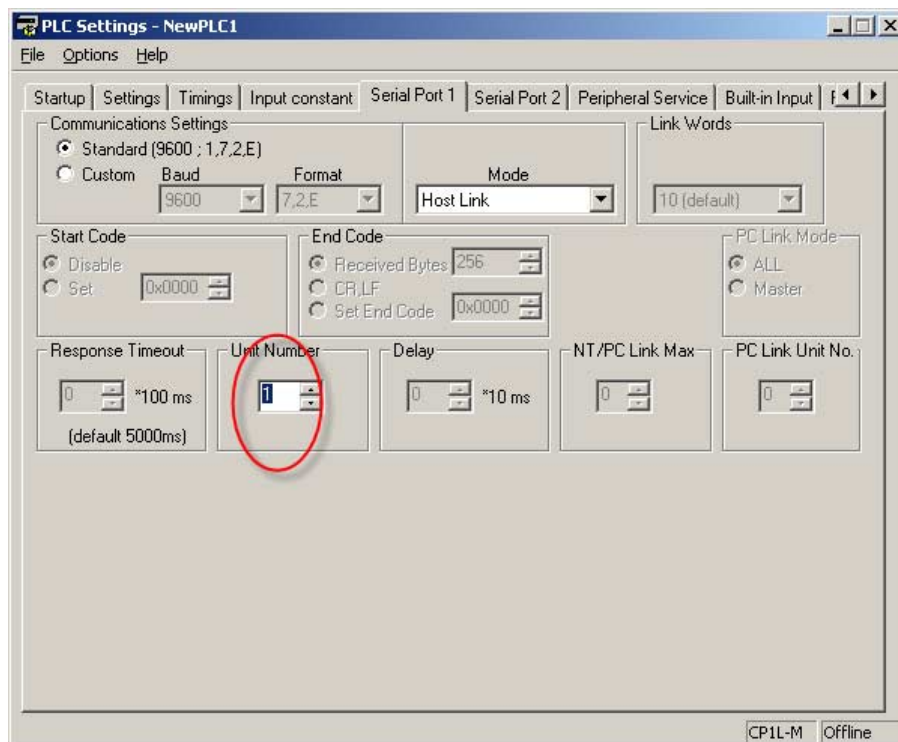 PLC Settings - NewPLC1
File Options Help
Startup Settings Timings Input constant Serial Port 1 Serial Port 2 Peripheral Service Built-in Input
Communications Settings
Standard (9600 ; 1,7,2,E)
Custom Baud Format
9600 7,2,E
Mode
Host Link
Link Words
10 (default)
Start Code
Disable
Set 0x0000
End Code
Received Bytes 256
CR,LF
Set End Code 0x0000
PC Link Mode
ALL
Master
Response Timeout
0 *100 ms
(default 5000ms)
Unit Number
1
Delay
0 *10 ms
NT/PC Link Max
0
PC Link Unit No.
0
CP1L-M Offline